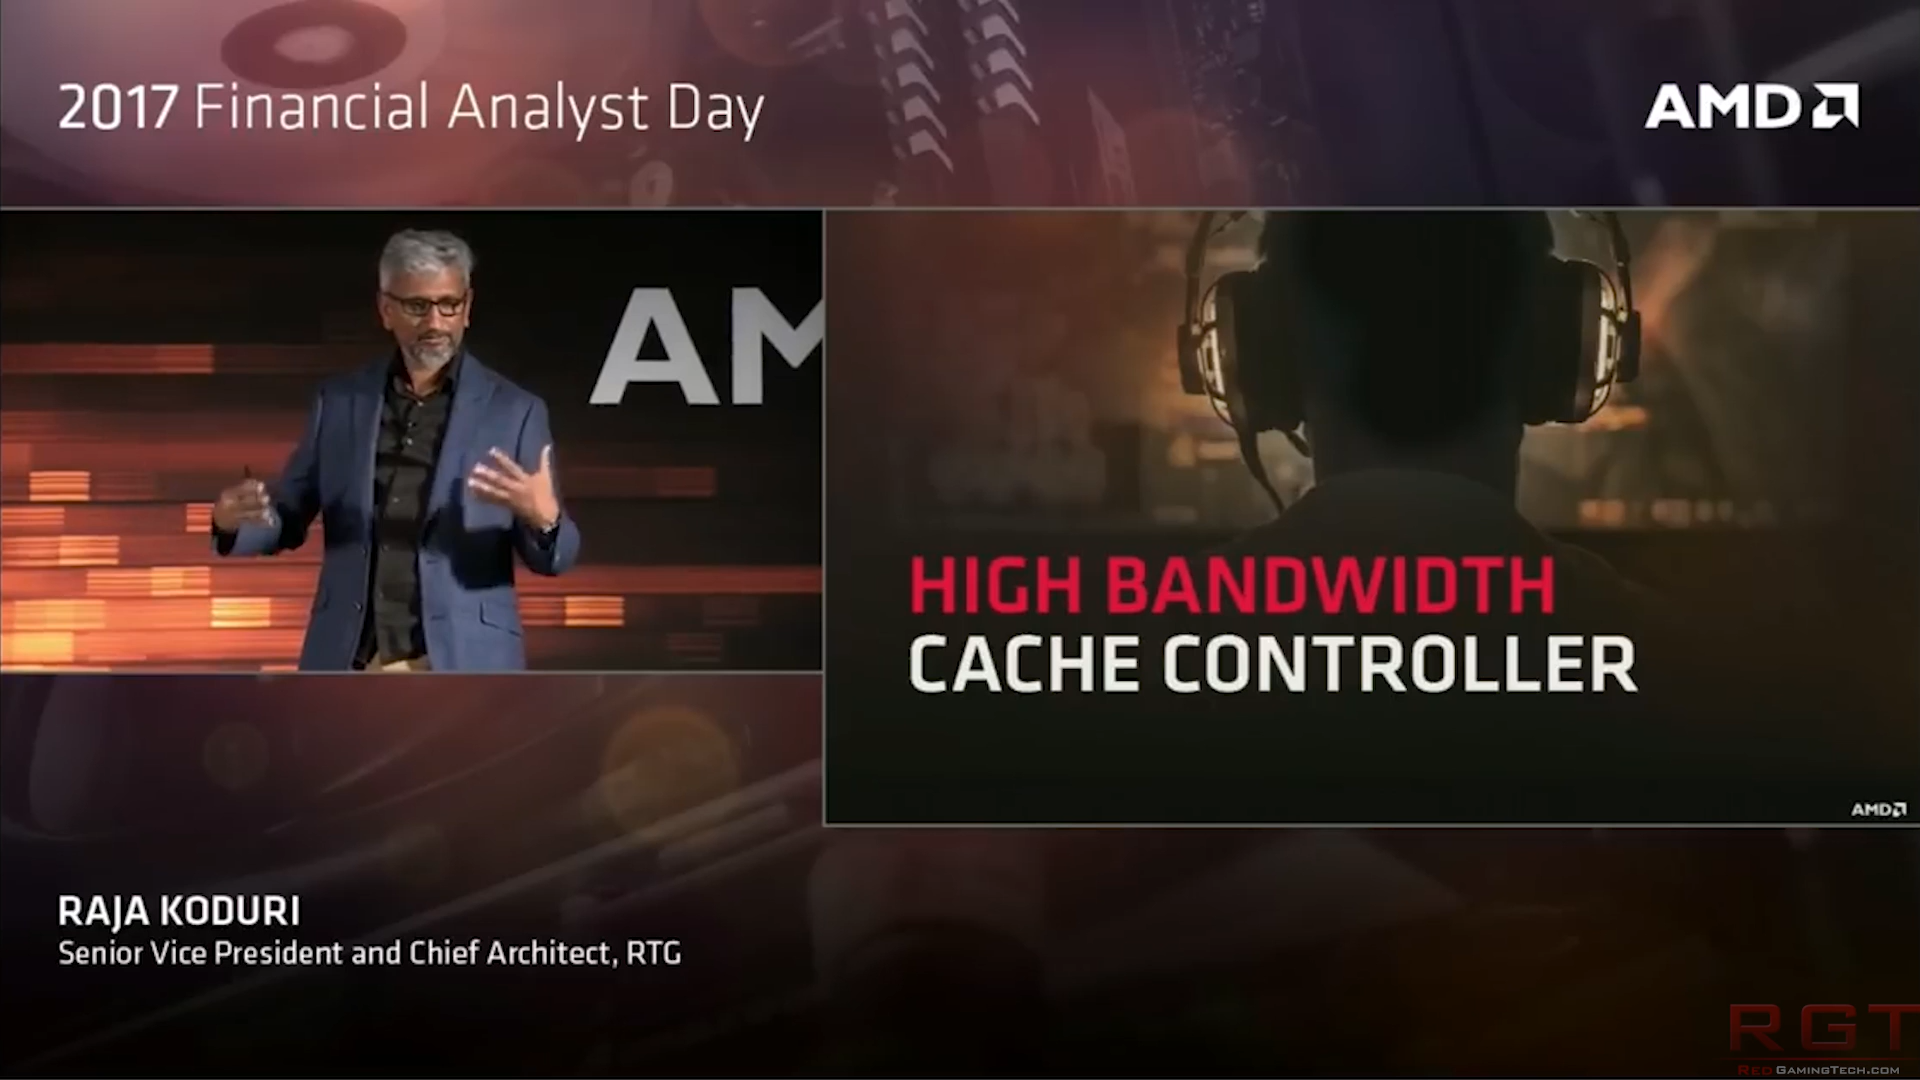 2017 Financial Analyst Day
AMD
AM
HIGH BANDWIDTH
CACHE CONTROLLER
AMD
RAJA KODURI
Senior Vice President and Chief Architect, RTG
RGT
REDGAMINGTECH.COM